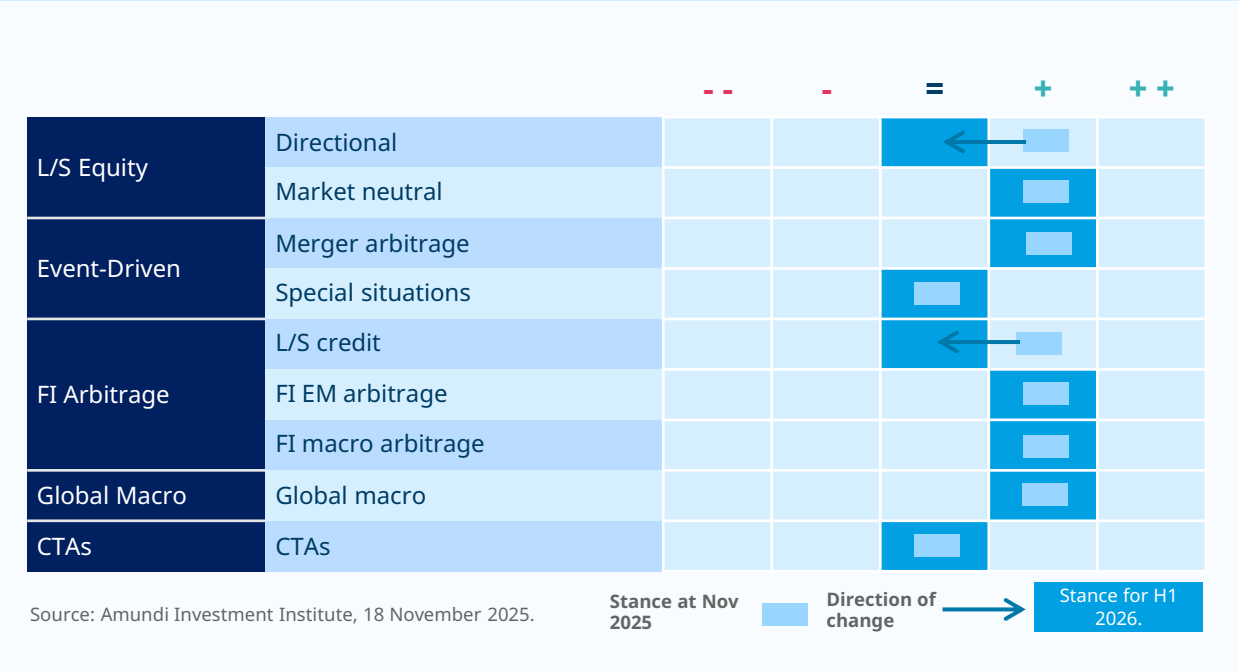 - - - = + + +
L/S Equity
Directional
Market neutral
Event-Driven
Merger arbitrage
Special situations
FI Arbitrage
L/S credit
FI EM arbitrage
FI macro arbitrage
Global Macro
Global macro
CTAs
CTAs
Source: Amundi Investment Institute, 18 November 2025.
Stance at Nov
2025
Direction of
change
Stance for H1
2026.